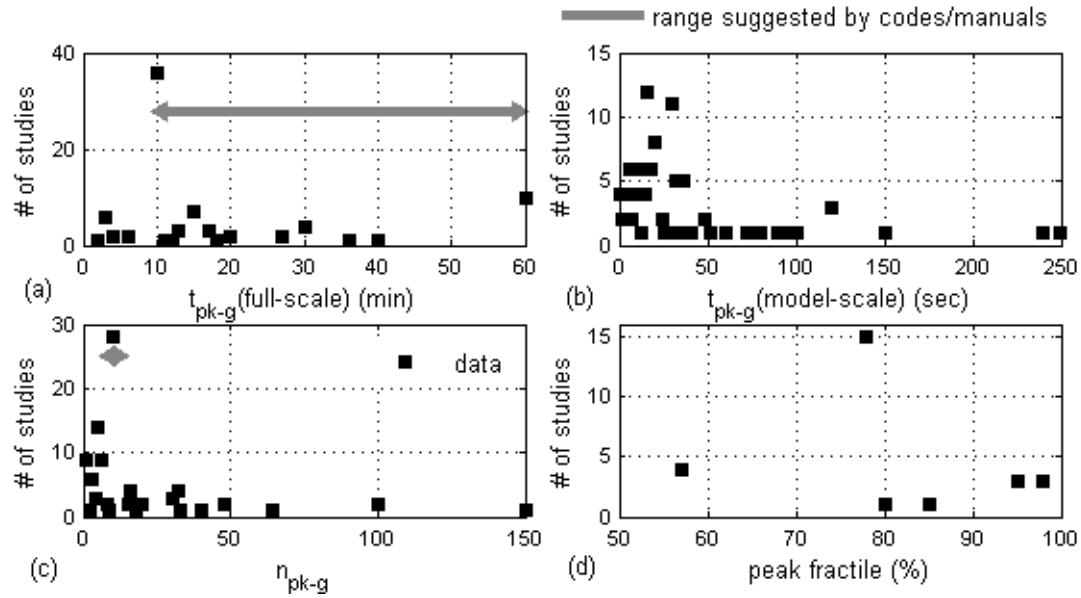 range suggested by codes/manuals
40
20
0
# of studies
0 10 20 30 40 50 60
(a) t_pk-g(full-scale) (min)
15
10
5
0
# of studies
0 50 100 150 200 250
(b) t_pk-g(model-scale) (sec)
30
20
10
0
# of studies
data
0 50 100 150
(c) n_pk-g
15
10
5
0
# of studies
50 60 70 80 90 100
(d) peak fractile (%)